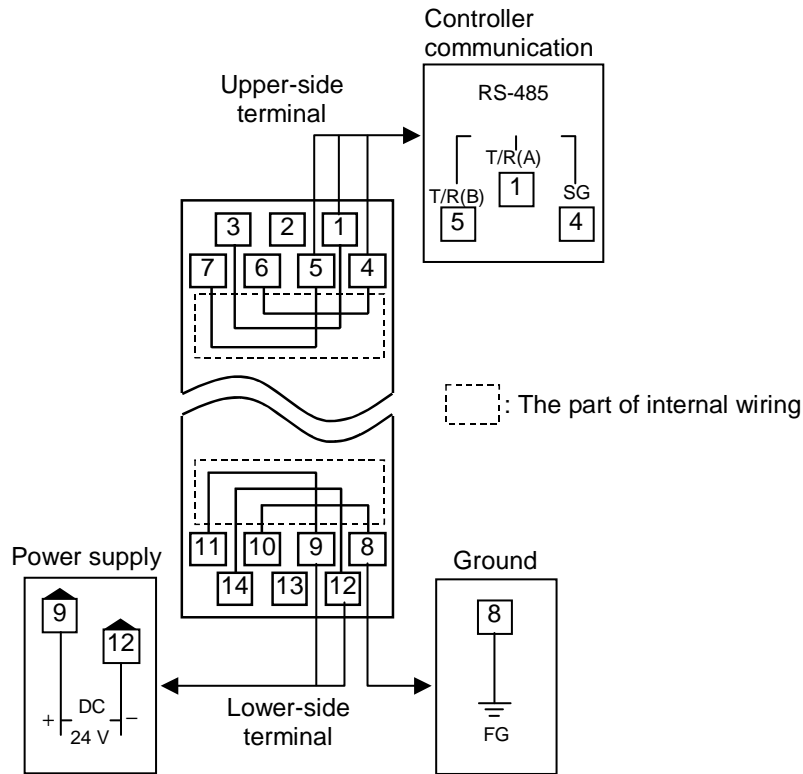 Controller
communication
Upper-side
terminal
RS-485
T/R(A)
1
T/R(B)
5
SG
4
3 2 1
7 6 5 4
: The part of internal wiring
11 10 9 8
14 13 12
Power supply
9
12
+ DC −
24 V
Lower-side
terminal
Ground
8
FG